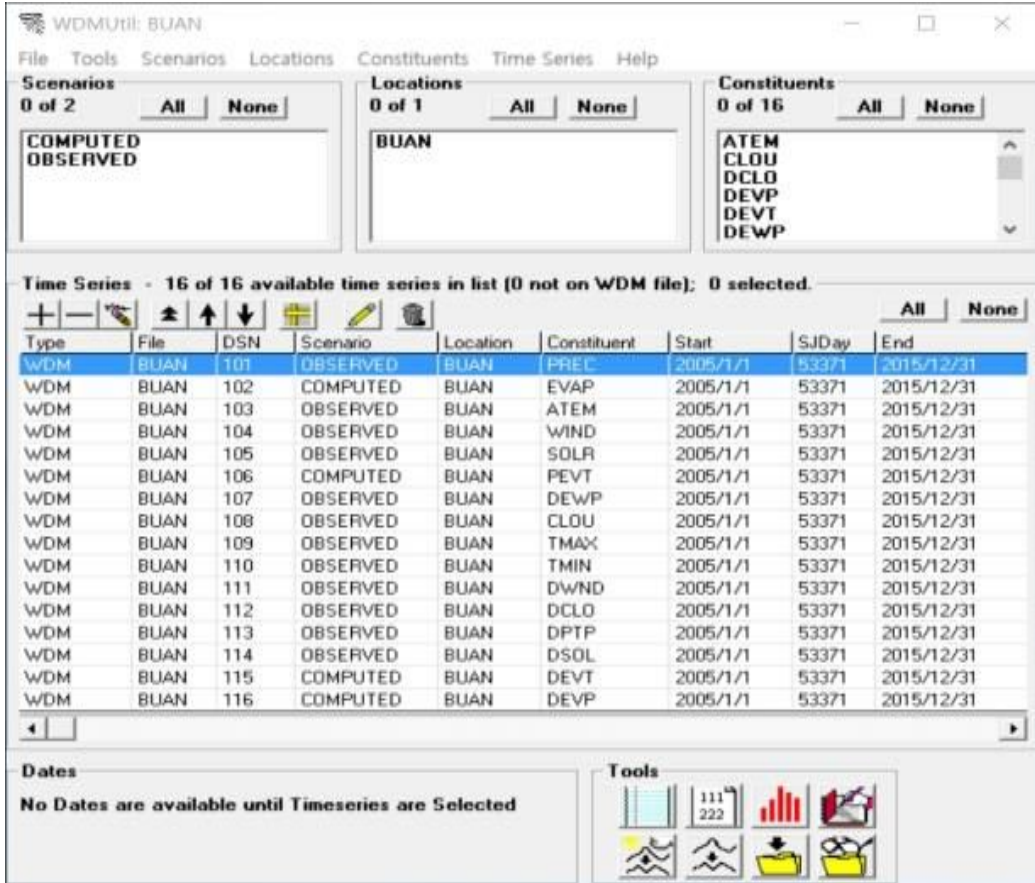 WDMUtil: BUAN
File Tools Scenarios Locations Constituents Time Series Help
Scenarios
0 of 2 All None
COMPUTED
OBSERVED
Locations
0 of 1 All None
BUAN
Constituents
0 of 16 All None
ATEM
CLOU
DCLO
DEVP
DEVT
DEWP
Time Series - 16 of 16 available time series in list (0 not on WDM file); 0 selected.
All None
Type File DSN Scenario Location Constituent Start SJDay End
WDM BUAN 101 OBSERVED BUAN PREC 2005/1/1 53371 2015/12/31
WDM BUAN 102 COMPUTED BUAN EVAP 2005/1/1 53371 2015/12/31
WDM BUAN 103 OBSERVED BUAN ATEM 2005/1/1 53371 2015/12/31
WDM BUAN 104 OBSERVED BUAN WIND 2005/1/1 53371 2015/12/31
WDM BUAN 105 OBSERVED BUAN SOLR 2005/1/1 53371 2015/12/31
WDM BUAN 106 COMPUTED BUAN PEVT 2005/1/1 53371 2015/12/31
WDM BUAN 107 OBSERVED BUAN DEWP 2005/1/1 53371 2015/12/31
WDM BUAN 108 OBSERVED BUAN CLOU 2005/1/1 53371 2015/12/31
WDM BUAN 109 OBSERVED BUAN TMAX 2005/1/1 53371 2015/12/31
WDM BUAN 110 OBSERVED BUAN TMIN 2005/1/1 53371 2015/12/31
WDM BUAN 111 OBSERVED BUAN DWND 2005/1/1 53371 2015/12/31
WDM BUAN 112 OBSERVED BUAN DCLO 2005/1/1 53371 2015/12/31
WDM BUAN 113 OBSERVED BUAN DPTP 2005/1/1 53371 2015/12/31
WDM BUAN 114 OBSERVED BUAN DSOL 2005/1/1 53371 2015/12/31
WDM BUAN 115 COMPUTED BUAN DEVT 2005/1/1 53371 2015/12/31
WDM BUAN 116 COMPUTED BUAN DEVP 2005/1/1 53371 2015/12/31
Dates
No Dates are available until Timeseries are Selected
Tools
111
222